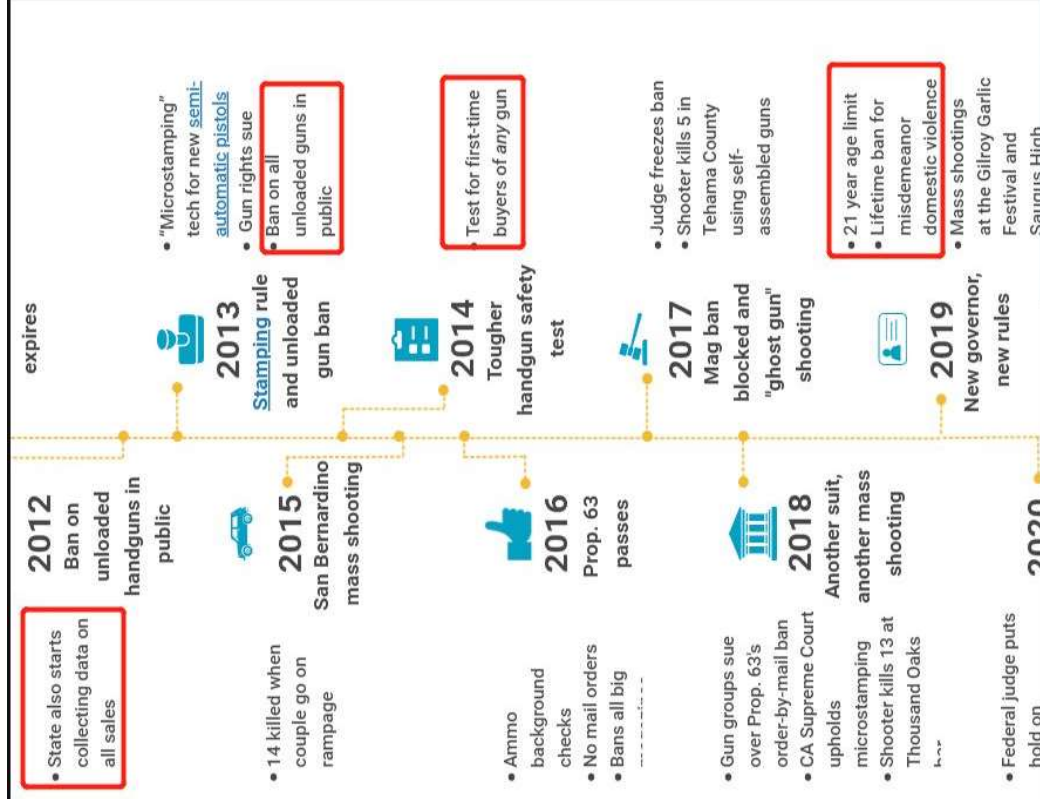 expires
2012
Ban on
unloaded
handguns in
public
• State also starts
collecting data on
all sales
2013
Stamping rule
and unloaded
gun ban
• "Microstamping"
tech for new semi-
automatic pistols
• Gun rights sue
• Ban on all
unloaded guns in
public
2014
Tougher
handgun safety
test
• Test for first-time
buyers of any gun
2015
San Bernardino
mass shooting
• 14 killed when
couple go on
rampage
2016
Prop. 63
passes
• Ammo
background
checks
• No mail orders
• Bans all big
2017
Mag ban
blocked and
"ghost gun"
shooting
• Judge freezes ban
• Shooter kills 5 in
Tehama County
using self-
assembled guns
2018
Another suit,
another mass
shooting
• Gun groups sue
over Prop. 63's
order-by-mail ban
• CA Supreme Court
upholds
microstamping
• Shooter kills 13 at
Thousand Oaks
2019
New governor,
new rules
• 21 year age limit
• Lifetime ban for
misdemeanor
domestic violence
• Mass shootings
at the Gilroy Garlic
Festival and
Saugus High
2020
• Federal judge puts
hold on